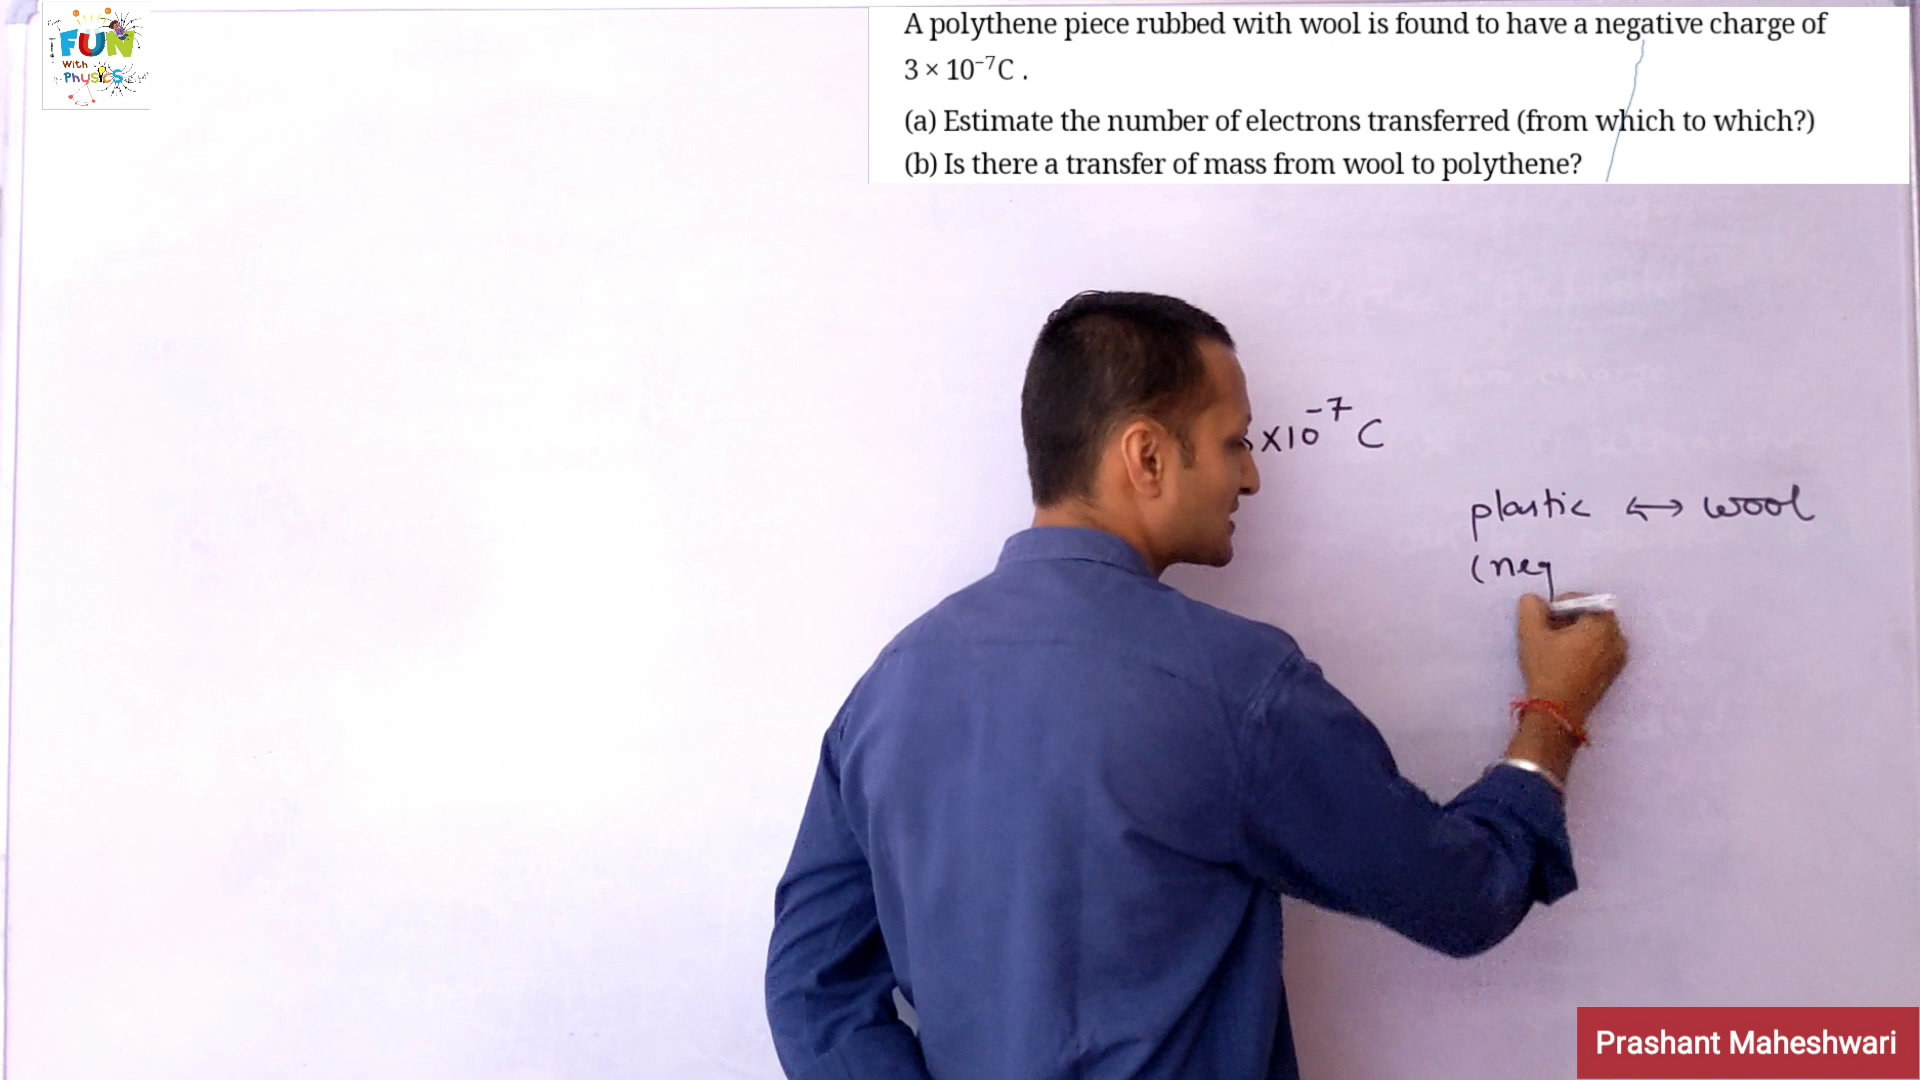 FUN
With
PhysicS
A polythene piece rubbed with wool is found to have a negative charge of
3 × 10⁻⁷C .
(a) Estimate the number of electrons transferred (from which to which?)
(b) Is there a transfer of mass from wool to polythene?
×10⁻⁷ C
plastic ↔ wool
(neg
Prashant Maheshwari